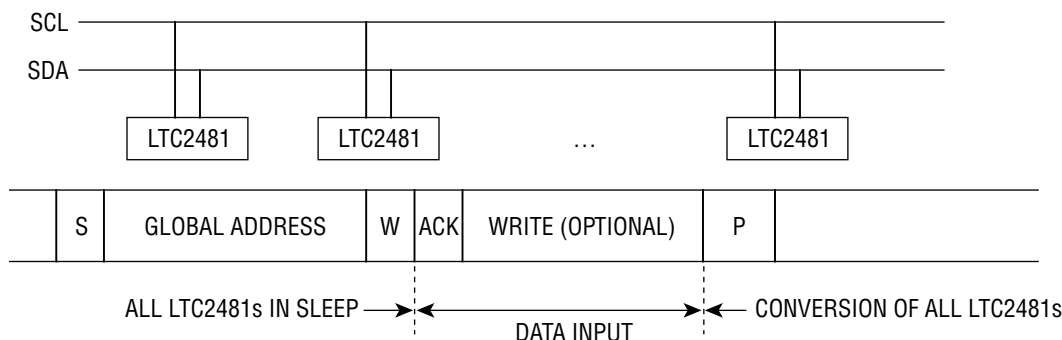 SCL
SDA
LTC2481 LTC2481 ... LTC2481
S GLOBAL ADDRESS W ACK WRITE (OPTIONAL) P
ALL LTC2481s IN SLEEP DATA INPUT CONVERSION OF ALL LTC2481s